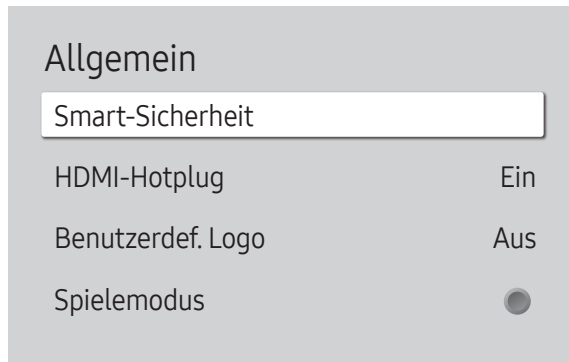 Allgemein
Smart-Sicherheit
HDMI-Hotplug Ein
Benutzerdef. Logo Aus
Spielemodus